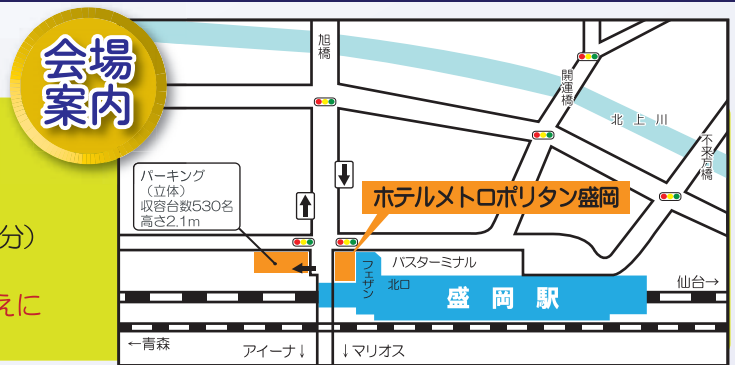 会場
案内
分）
えに
旭橋
開運橋
北上川
不来方橋
パーキング
（立体）
収容台数530名
高さ2.1m
ホテルメトロポリタン盛岡
バスターミナル
フェザン
北口
盛岡駅
仙台→
←青森
アイーナ↓
↓マリオス